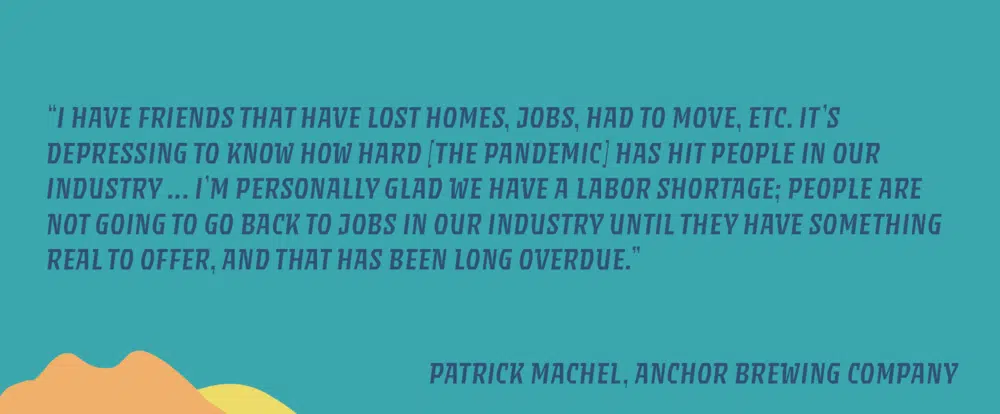 “I HAVE FRIENDS THAT HAVE LOST HOMES, JOBS, HAD TO MOVE, ETC. IT’S
DEPRESSING TO KNOW HOW HARD [THE PANDEMIC] HAS HIT PEOPLE IN OUR
INDUSTRY ... I’M PERSONALLY GLAD WE HAVE A LABOR SHORTAGE; PEOPLE ARE
NOT GOING TO GO BACK TO JOBS IN OUR INDUSTRY UNTIL THEY HAVE SOMETHING
REAL TO OFFER, AND THAT HAS BEEN LONG OVERDUE.”
PATRICK MACHEL, ANCHOR BREWING COMPANY